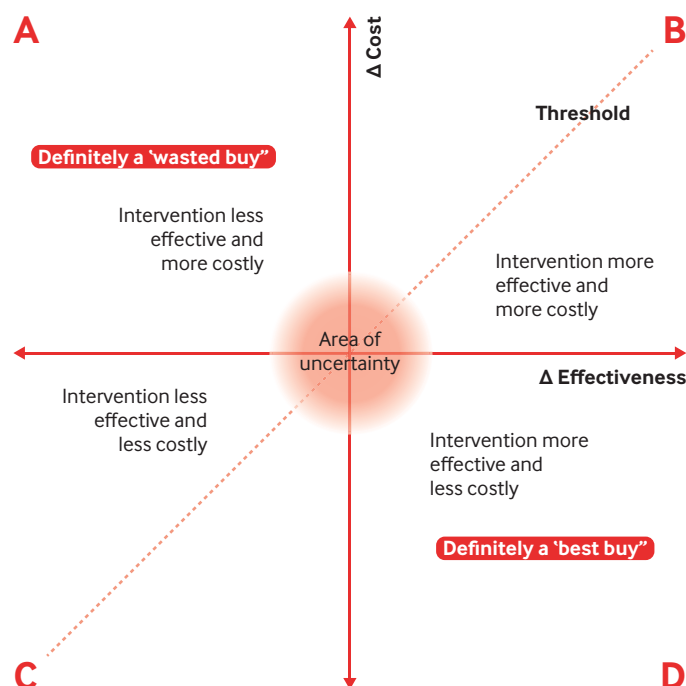 A
B
Δ Cost
Threshold
Definitely a ‘wasted buy”
Intervention less
effective and
more costly
Intervention more
effective and
more costly
Area of
uncertainty
Δ Effectiveness
Intervention less
effective and
less costly
Intervention more
effective and
less costly
Definitely a ‘best buy”
C
D